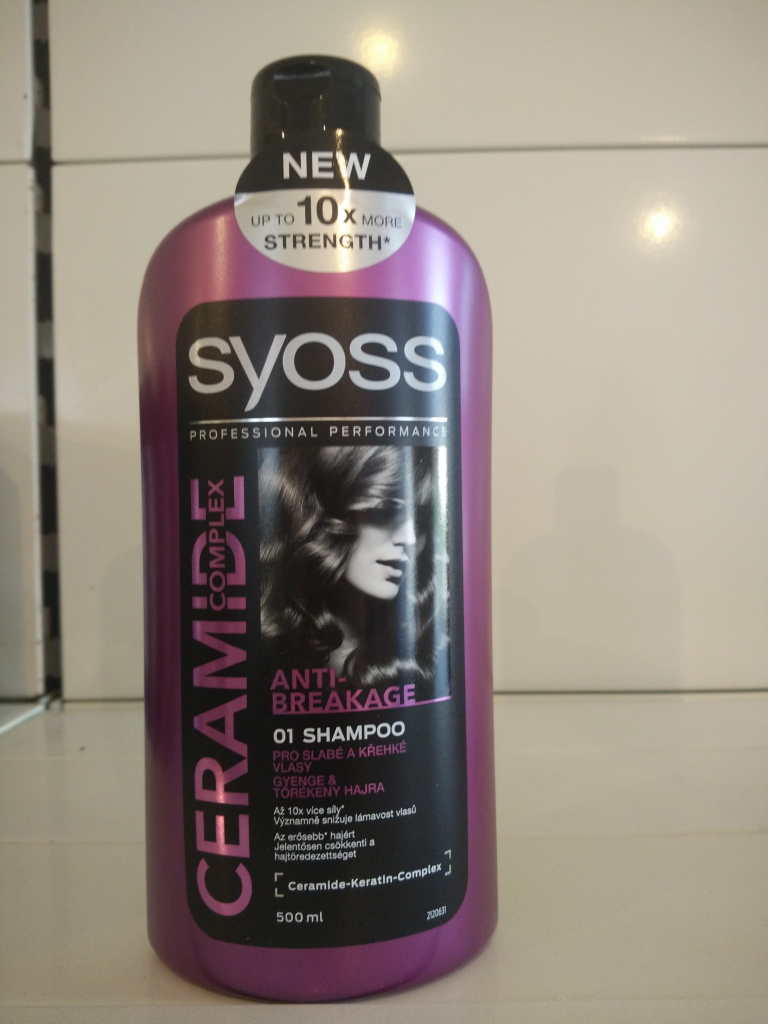 NEW
UP TO 10x MORE
STRENGTH*
SYOSS
PROFESSIONAL PERFORMANCE
CERAMIDE
COMPLEX
ANTI-
BREAKAGE
01 SHAMPOO
PRO SLABÉ A KŘEHKÉ
VLASY
GYENGE &
TÖRÉKENY HAJRA
Až 10x více síly*
Významně snižuje lámavost vlasů
Az erősebb* hajért
Jelentősen csökkenti a
hajtöredezettséget
Ceramide-Keratin-Complex
500 ml
2120631